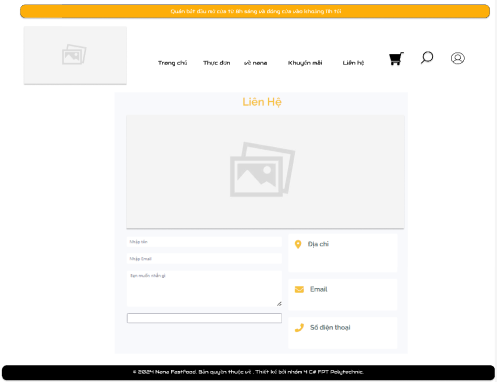 Quán bắt đầu mở cửa từ 8h sáng và đóng cửa vào khoảng 11h tối
Trang chủ Thực đơn về nana Khuyến mãi Liên hệ
Liên Hệ
Nhập tên
Nhập Email
Bạn muốn nhắn gì
Địa chỉ
Email
Số điện thoại
© 2024 Nana FastFood. Bản quyền thuộc về . Thiết kế bởi nhóm 4 C# FPT Polytechnic.